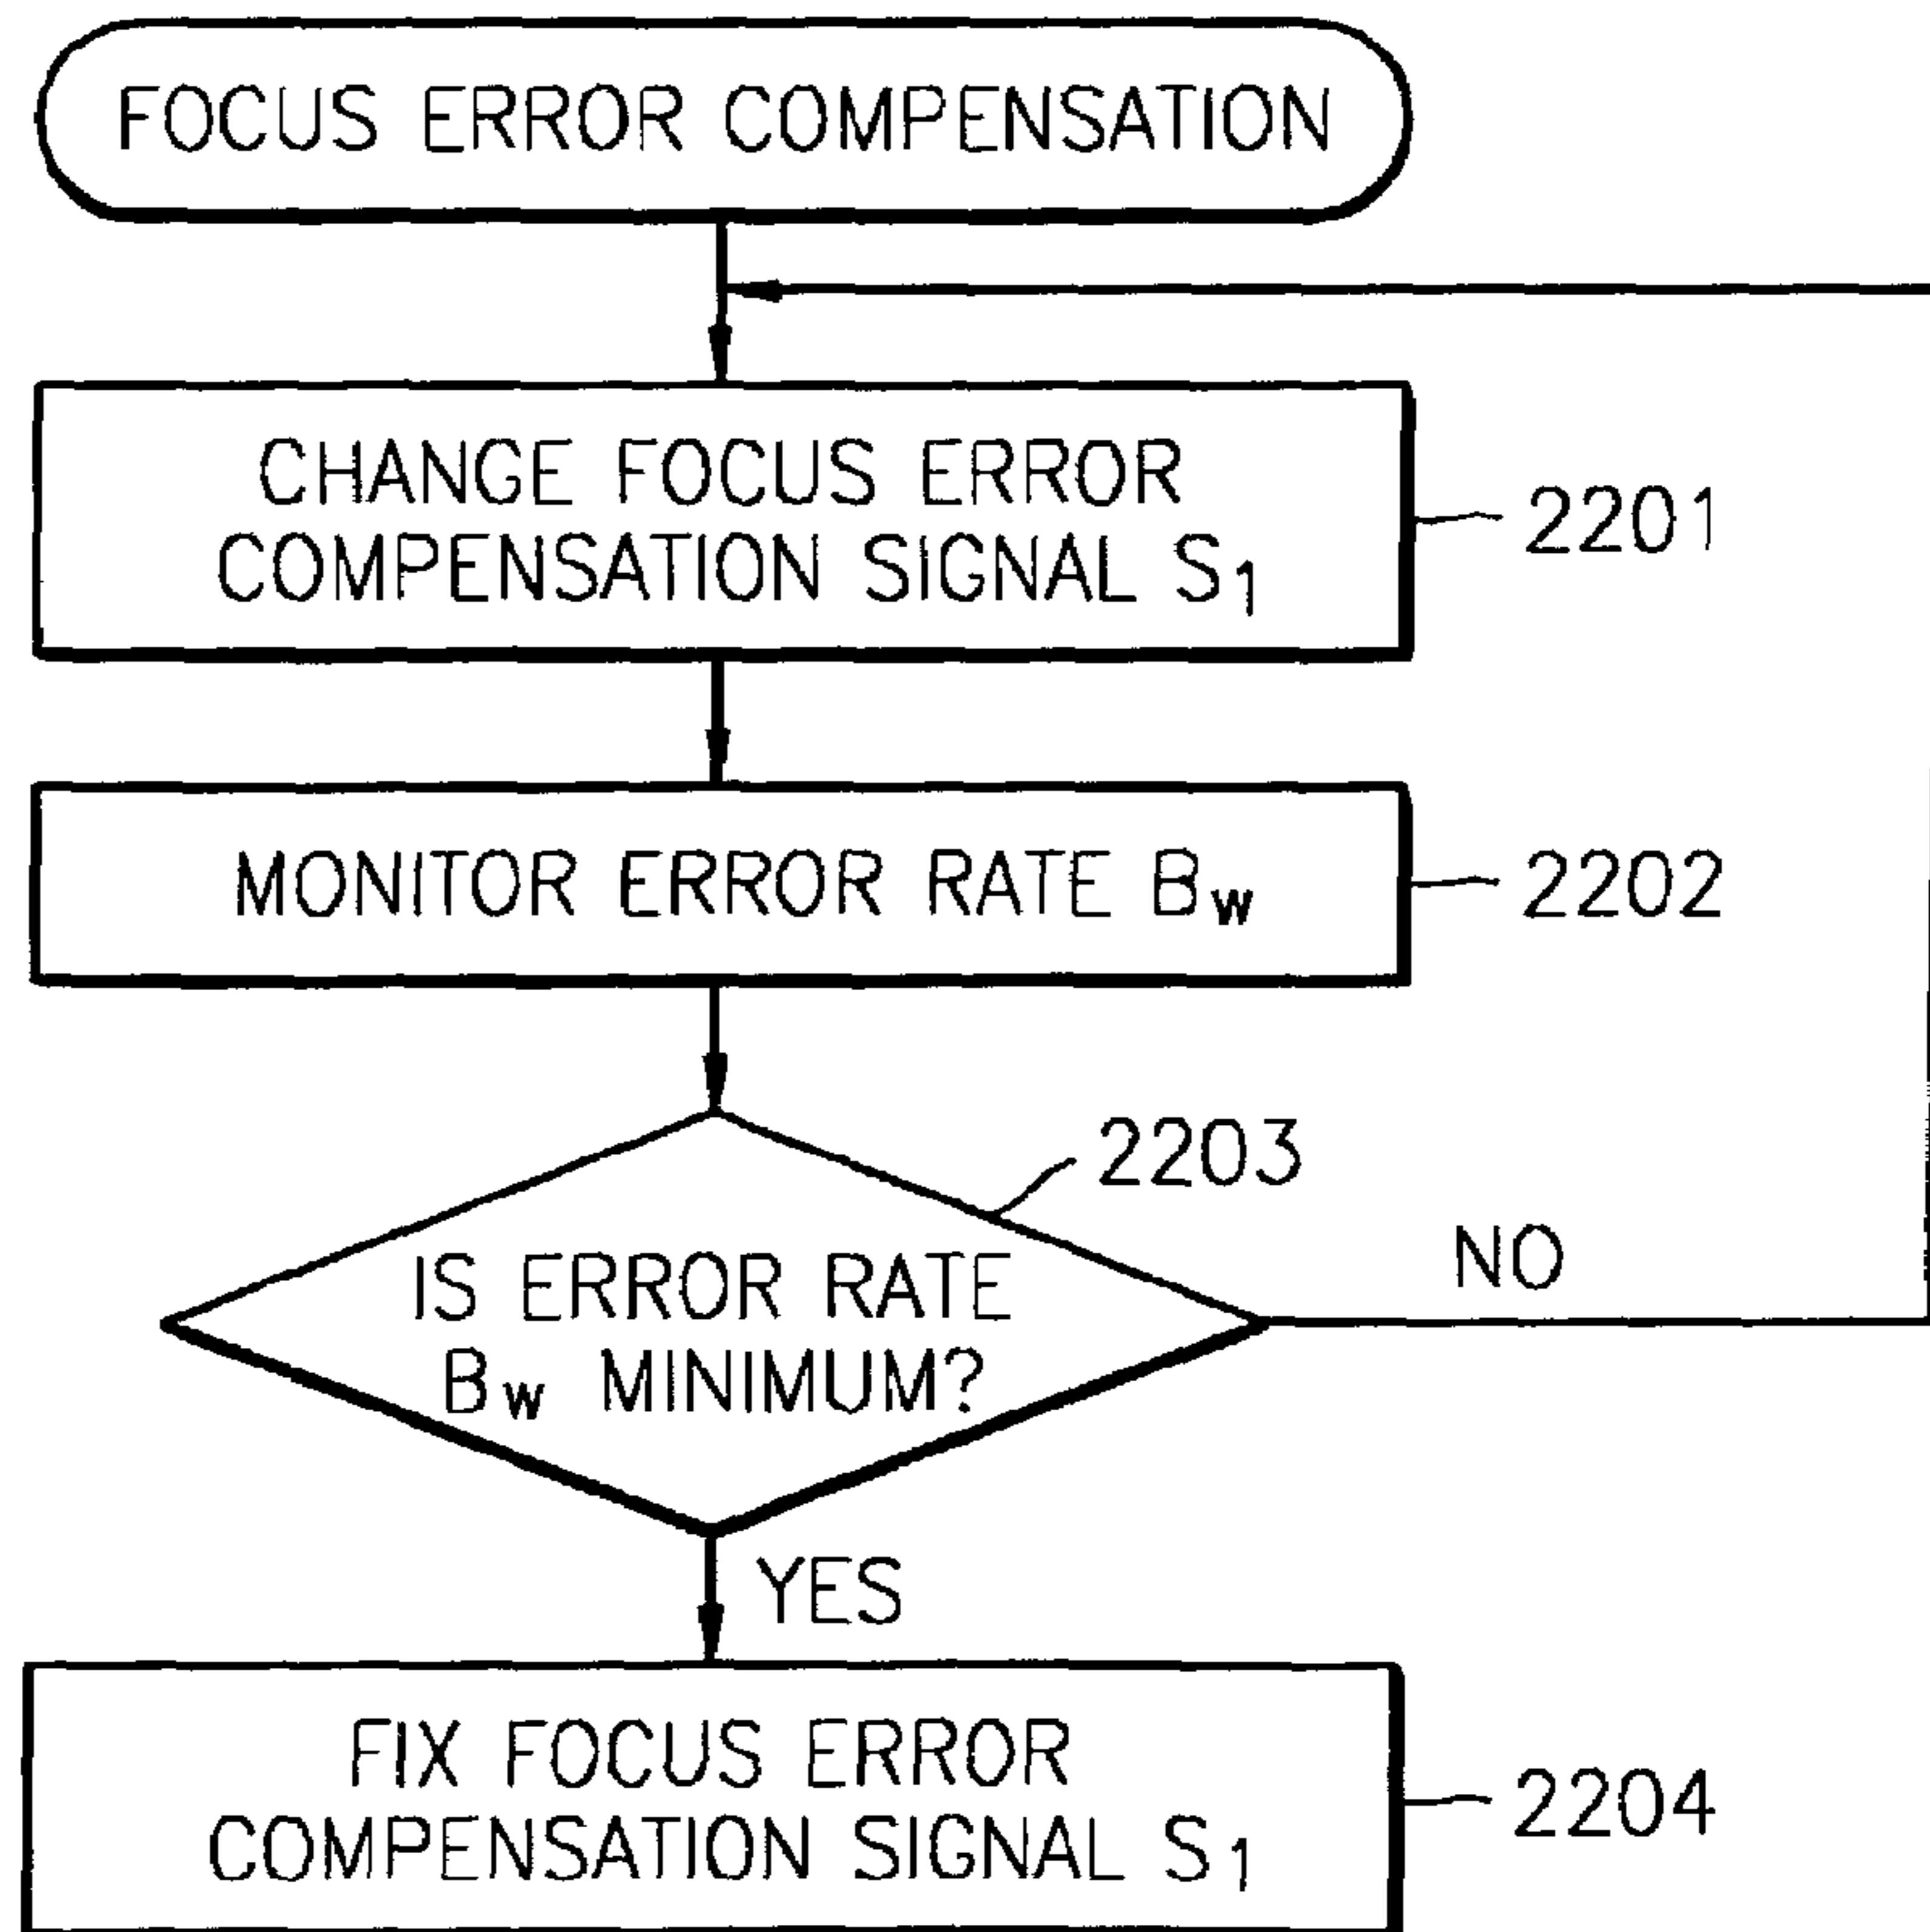 FOCUS ERROR COMPENSATION
CHANGE FOCUS ERROR
COMPENSATION SIGNAL S1
2201
MONITOR ERROR RATE BW
2202
2203
IS ERROR RATE
BW MINIMUM?
NO
YES
FIX FOCUS ERROR
COMPENSATION SIGNAL S1
2204